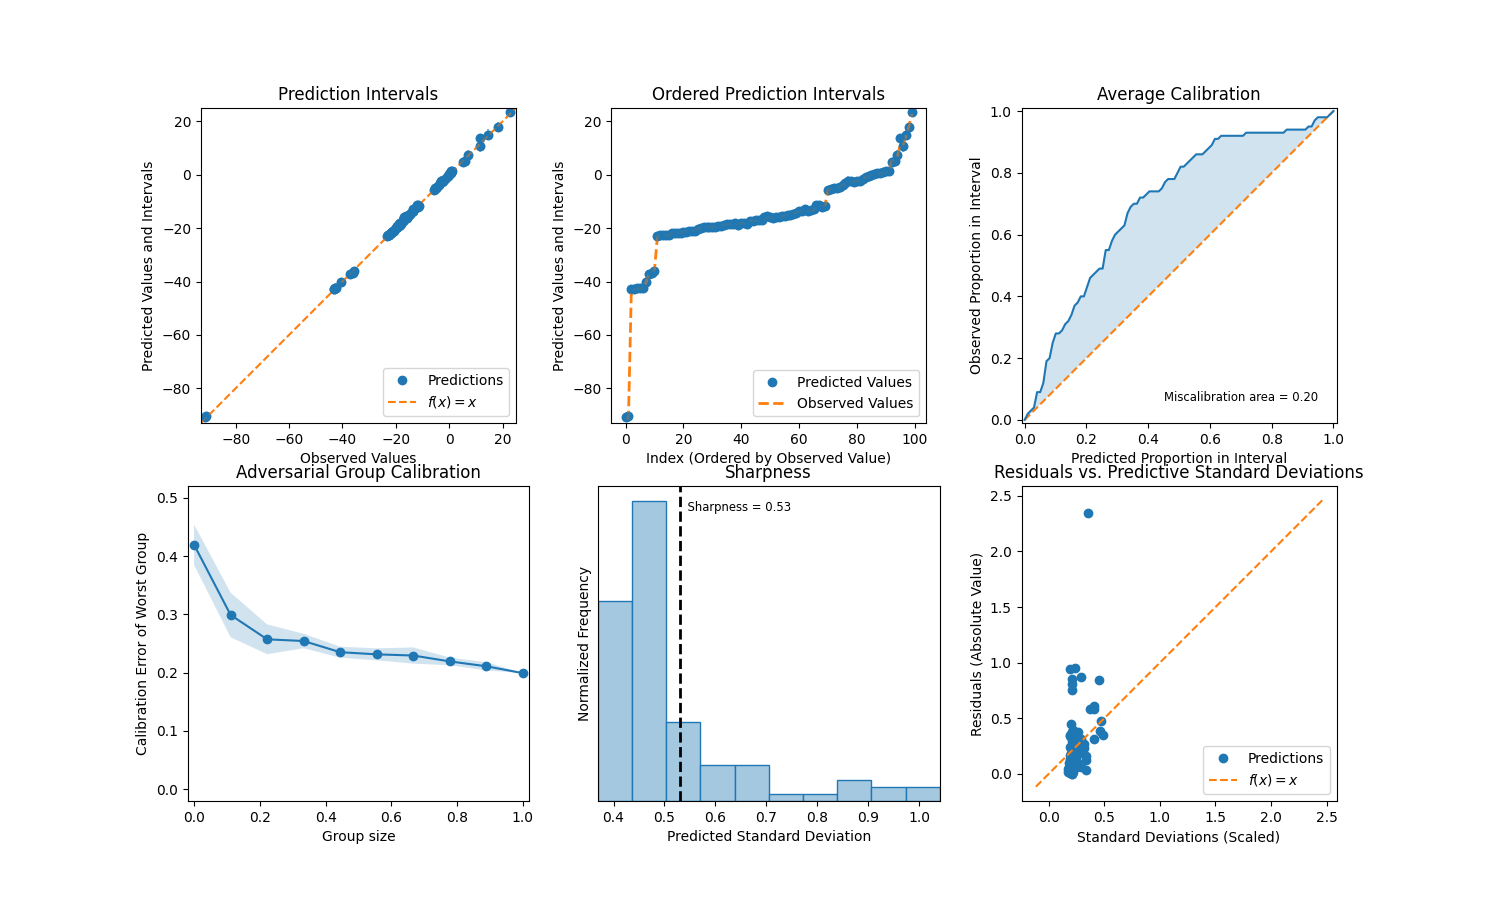 Prediction Intervals
Predicted Values and Intervals
20
0
−20
−40
−60
−80
−80 −60 −40 −20 0 20
Observed Values
Predictions
f(x) = x
Ordered Prediction Intervals
Predicted Values and Intervals
20
0
−20
−40
−60
−80
0 20 40 60 80 100
Index (Ordered by Observed Value)
Predicted Values
Observed Values
Average Calibration
Observed Proportion in Interval
1.0
0.8
0.6
0.4
0.2
0.0
0.0 0.2 0.4 0.6 0.8 1.0
Predicted Proportion in Interval
Miscalibration area = 0.20
Adversarial Group Calibration
Calibration Error of Worst Group
0.5
0.4
0.3
0.2
0.1
0.0
0.0 0.2 0.4 0.6 0.8 1.0
Group size
Sharpness
Normalized Frequency
Sharpness = 0.53
0.4 0.5 0.6 0.7 0.8 0.9 1.0
Predicted Standard Deviation
Residuals vs. Predictive Standard Deviations
Residuals (Absolute Value)
2.5
2.0
1.5
1.0
0.5
0.0
0.0 0.5 1.0 1.5 2.0 2.5
Standard Deviations (Scaled)
Predictions
f(x) = x